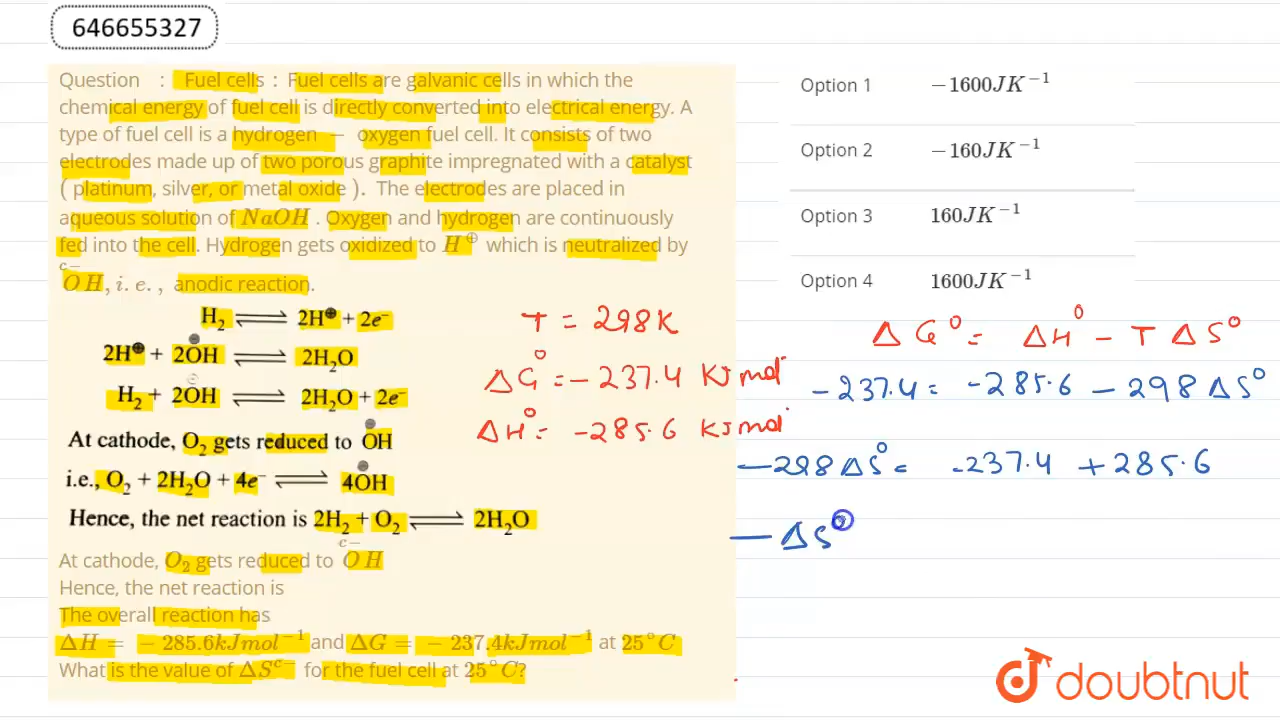 646655327
Question : Fuel cells : Fuel cells are galvanic cells in which the
chemical energy of fuel cell is directly converted into electrical energy. A
type of fuel cell is a hydrogen − oxygen fuel cell. It consists of two
electrodes made up of two porous graphite impregnated with a catalyst
( platinum, silver, or metal oxide ). The electrodes are placed in
aqueous solution of NaOH . Oxygen and hydrogen are continuously
fed into the cell. Hydrogen gets oxidized to H⊕ which is neutralized by
c−
OH, i. e. , anodic reaction.
H₂ ⇌ 2H⊕ + 2e⁻
2H⊕ + 2OH ⇌ 2H₂O
H₂ + 2OH ⇌ 2H₂O + 2e⁻
At cathode, O₂ gets reduced to OH
i.e., O₂ + 2H₂O + 4e⁻ ⇌ 4OH
Hence, the net reaction is 2H₂ + O₂ ⇌ 2H₂O
c−
At cathode, O₂ gets reduced to OH
Hence, the net reaction is
The overall reaction has
ΔH = −285.6kJmol⁻¹ and ΔG = −237.4kJmol⁻¹ at 25°C
What is the value of ΔSᶜ⁻ for the fuel cell at 25°C?
Option 1 −1600JK⁻¹
Option 2 −160JK⁻¹
Option 3 160JK⁻¹
Option 4 1600JK⁻¹
T = 298K
ΔG° = −237.4 KJ mol⁻¹
ΔH° = −285.6 KJ mol⁻¹
ΔG° = ΔH° − TΔS°
−237.4 = −285.6 − 298 ΔS°
−298 ΔS° = −237.4 + 285.6
−ΔS°
doubtnut